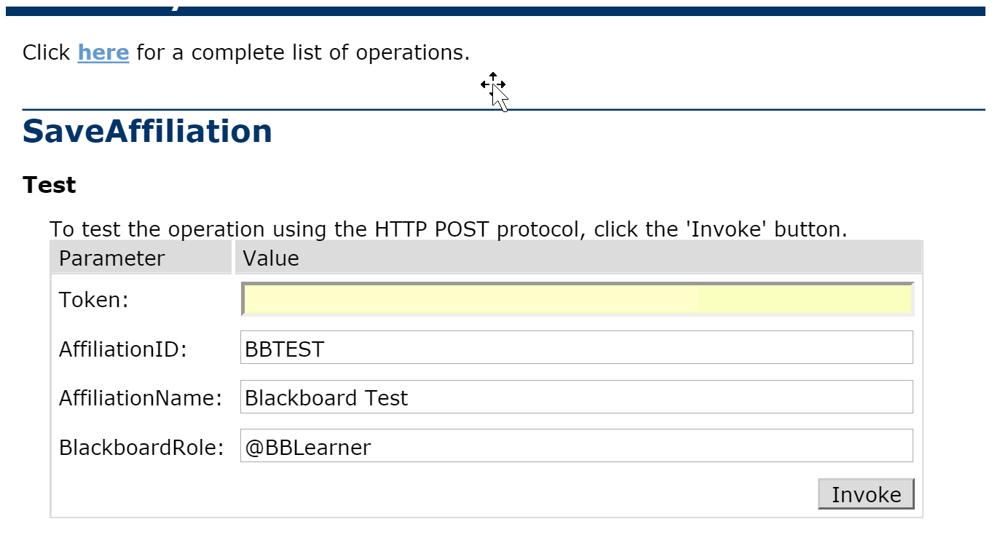 Click here for a complete list of operations.
SaveAffiliation
Test
To test the operation using the HTTP POST protocol, click the 'Invoke' button.
Parameter Value
Token:
AffiliationID: BBTEST
AffiliationName: Blackboard Test
BlackboardRole: @BBLearner
Invoke